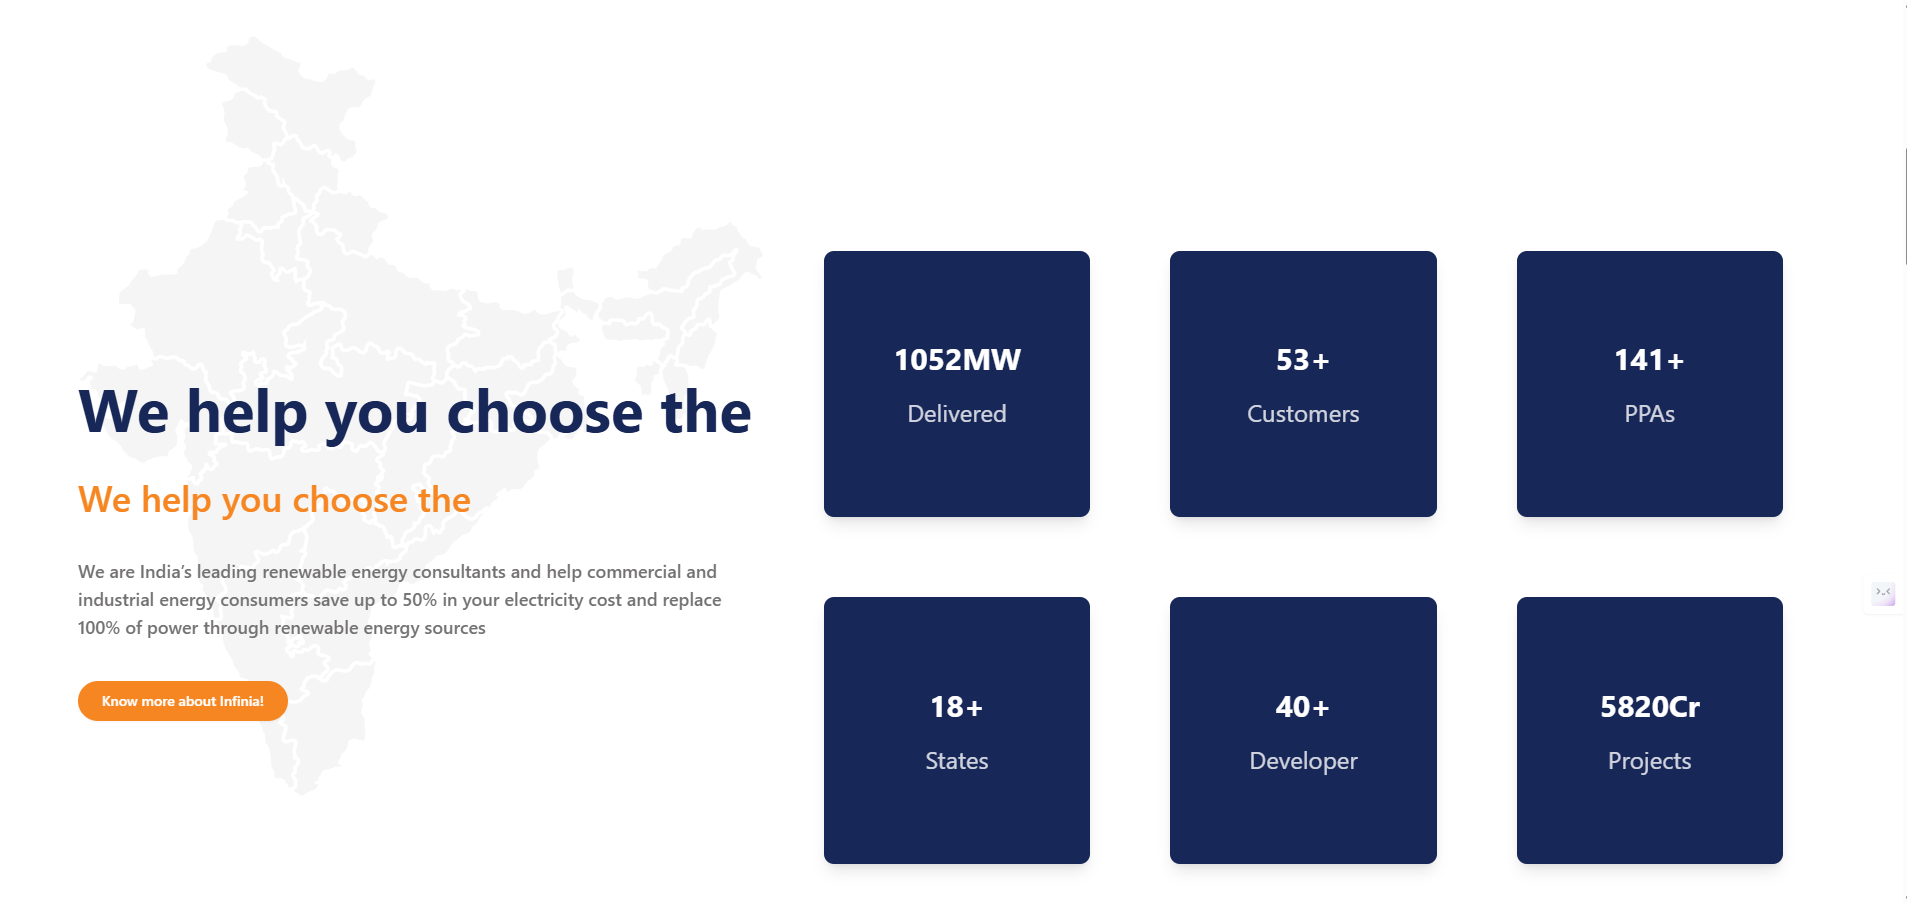 We help you choose the
We help you choose the
We are India’s leading renewable energy consultants and help commercial and
industrial energy consumers save up to 50% in your electricity cost and replace
100% of power through renewable energy sources
Know more about Infinia!
1052MW
Delivered
53+
Customers
141+
PPAs
18+
States
40+
Developer
5820Cr
Projects